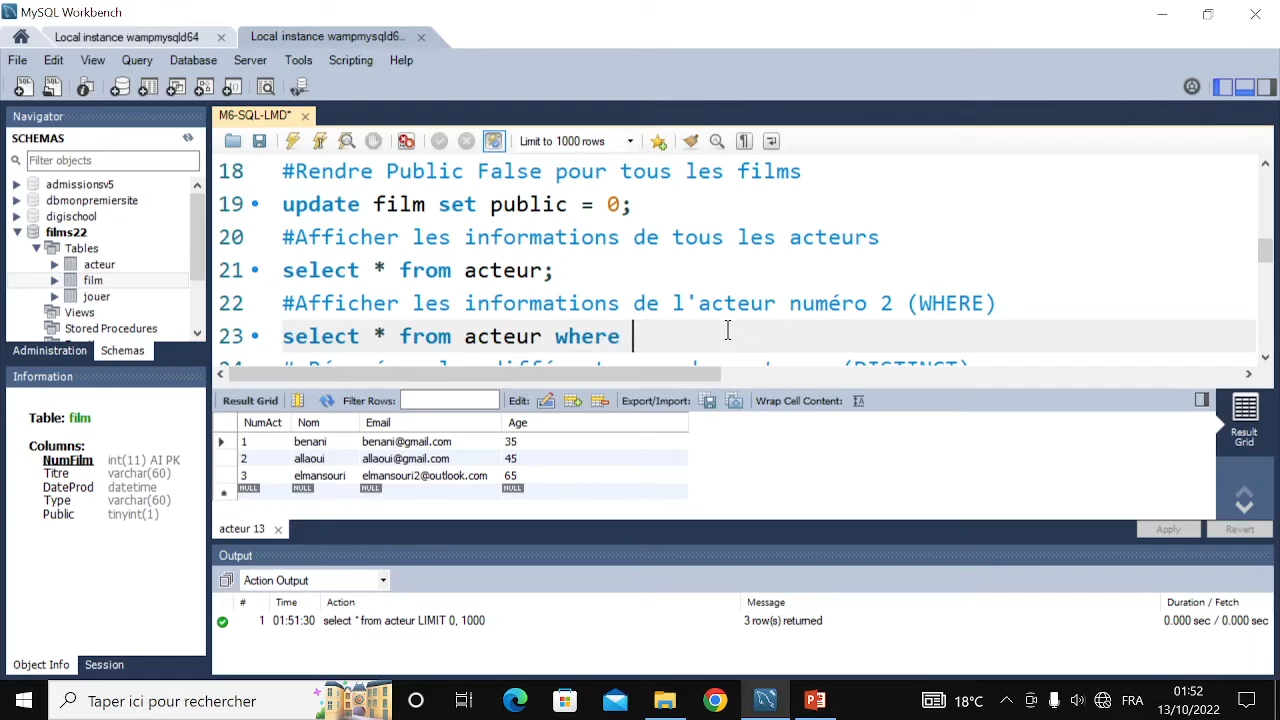 MySQL Workbench
Local instance wampmysqld64
Local instance wampmysqld6...
File Edit View Query Database Server Tools Scripting Help
Navigator
M6-SQL-LMD*
SCHEMAS
Limit to 1000 rows
Filter objects
admissionsv5
dbmonpremiersite
digischool
films22
Tables
acteur
film
jouer
Views
Stored Procedures
Administration Schemas
18 #Rendre Public False pour tous les films
19 update film set public = 0;
20 #Afficher les informations de tous les acteurs
21 select * from acteur;
22 #Afficher les informations de l'acteur numéro 2 (WHERE)
23 select * from acteur where
Information
Table: film
Columns:
NumFilm int(11) AI PK
Titre varchar(60)
DateProd datetime
Type varchar(60)
Public tinyint(1)
Object Info Session
Result Grid Filter Rows: Edit: Export/Import: Wrap Cell Content:
NumAct Nom Email Age
1 benani benani@gmail.com 35
2 allaoui allaoui@gmail.com 45
3 elmansouri elmansouri2@outlook.com 65
NULL NULL NULL NULL
Result
Grid
acteur 13
Apply Revert
Output
Action Output
# Time Action Message Duration / Fetch
1 01:51:30 select * from acteur LIMIT 0, 1000 3 row(s) returned 0.000 sec / 0.000 sec
Taper ici pour rechercher
18°C
FRA
01:52
13/10/2022